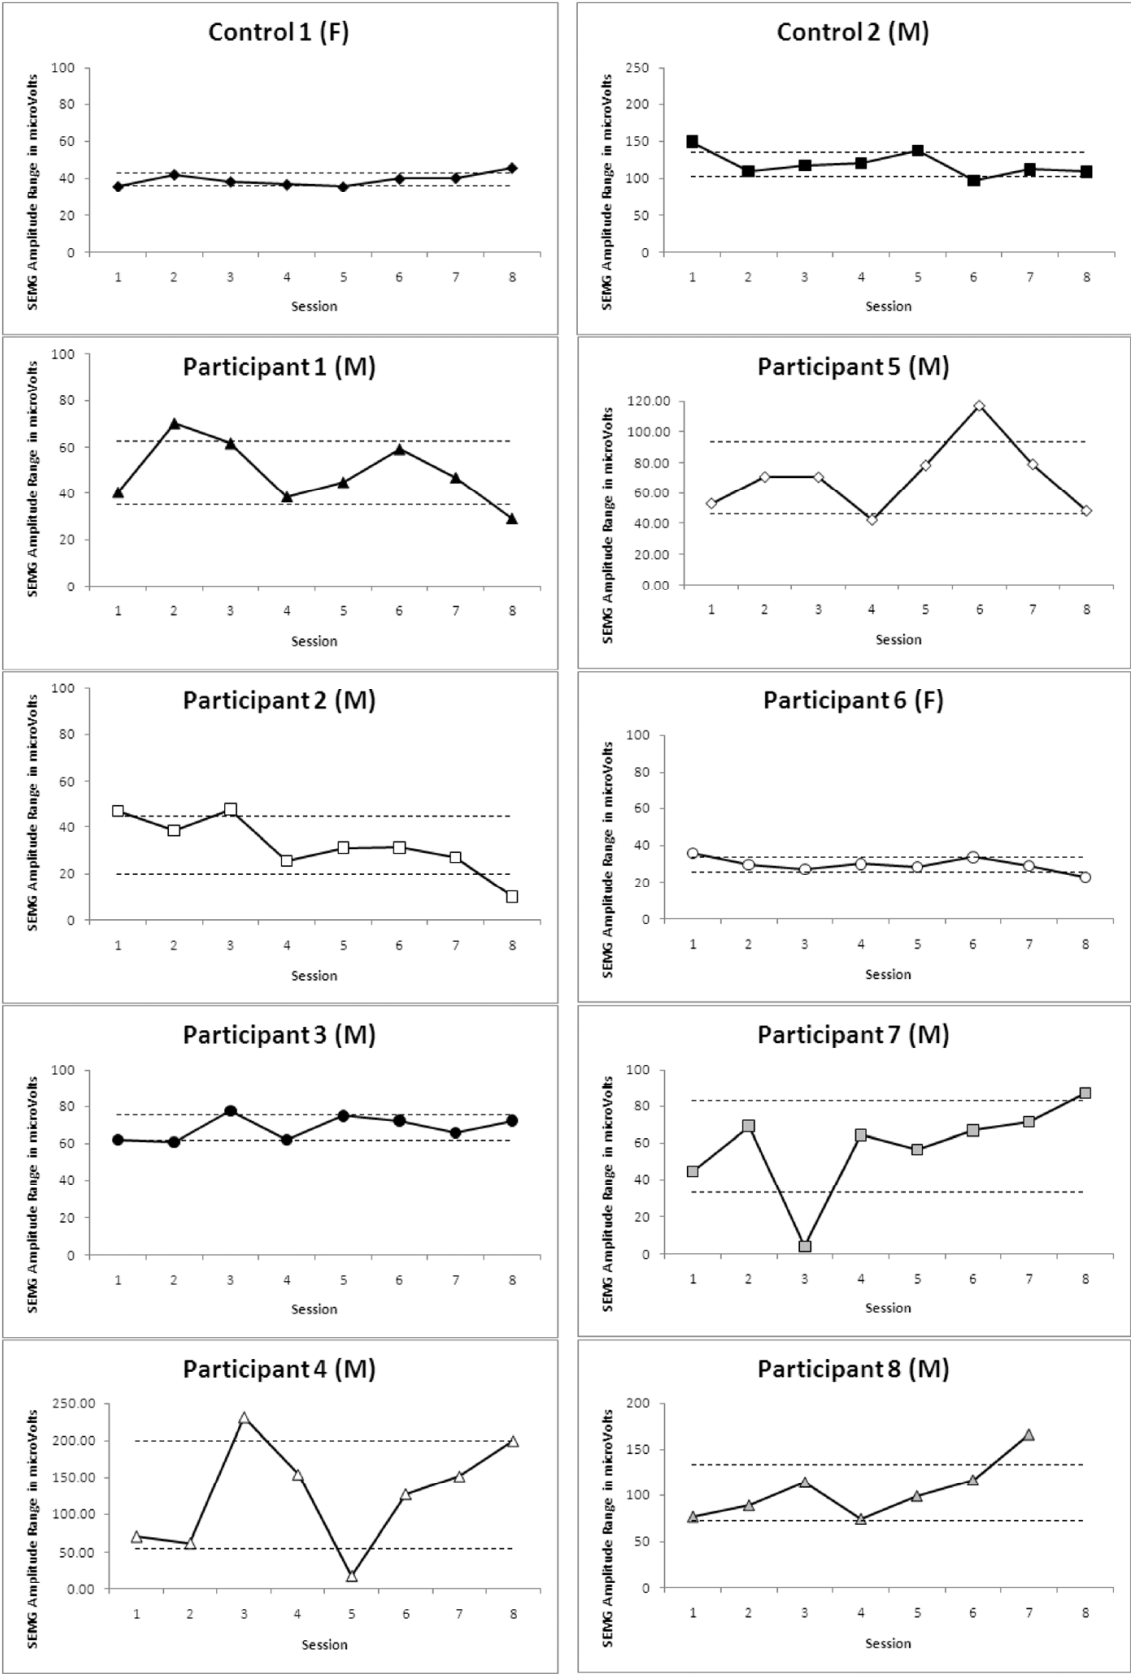 Control 1 (F)
SEMG Amplitude Range in microVolts
100
80
60
40
20
0
1 2 3 4 5 6 7 8
Session
Control 2 (M)
SEMG Amplitude Range in microVolts
250
200
150
100
50
0
1 2 3 4 5 6 7 8
Session
Participant 1 (M)
SEMG Amplitude Range in microVolts
100
80
60
40
20
0
1 2 3 4 5 6 7 8
Session
Participant 5 (M)
SEMG Amplitude Range in microVolts
120.00
100.00
80.00
60.00
40.00
20.00
0.00
1 2 3 4 5 6 7 8
Session
Participant 2 (M)
SEMG Amplitude Range in microVolts
100
80
60
40
20
0
1 2 3 4 5 6 7 8
Session
Participant 6 (F)
SEMG Amplitude Range in microVolts
100
80
60
40
20
0
1 2 3 4 5 6 7 8
Session
Participant 3 (M)
SEMG Amplitude Range in microVolts
100
80
60
40
20
0
1 2 3 4 5 6 7 8
Session
Participant 7 (M)
SEMG Amplitude Range in microVolts
100
80
60
40
20
0
1 2 3 4 5 6 7 8
Session
Participant 4 (M)
SEMG Amplitude Range in microVolts
250.00
200.00
150.00
100.00
50.00
0.00
1 2 3 4 5 6 7 8
Session
Participant 8 (M)
SEMG Amplitude Range in microVolts
200
150
100
50
0
1 2 3 4 5 6 7 8
Session